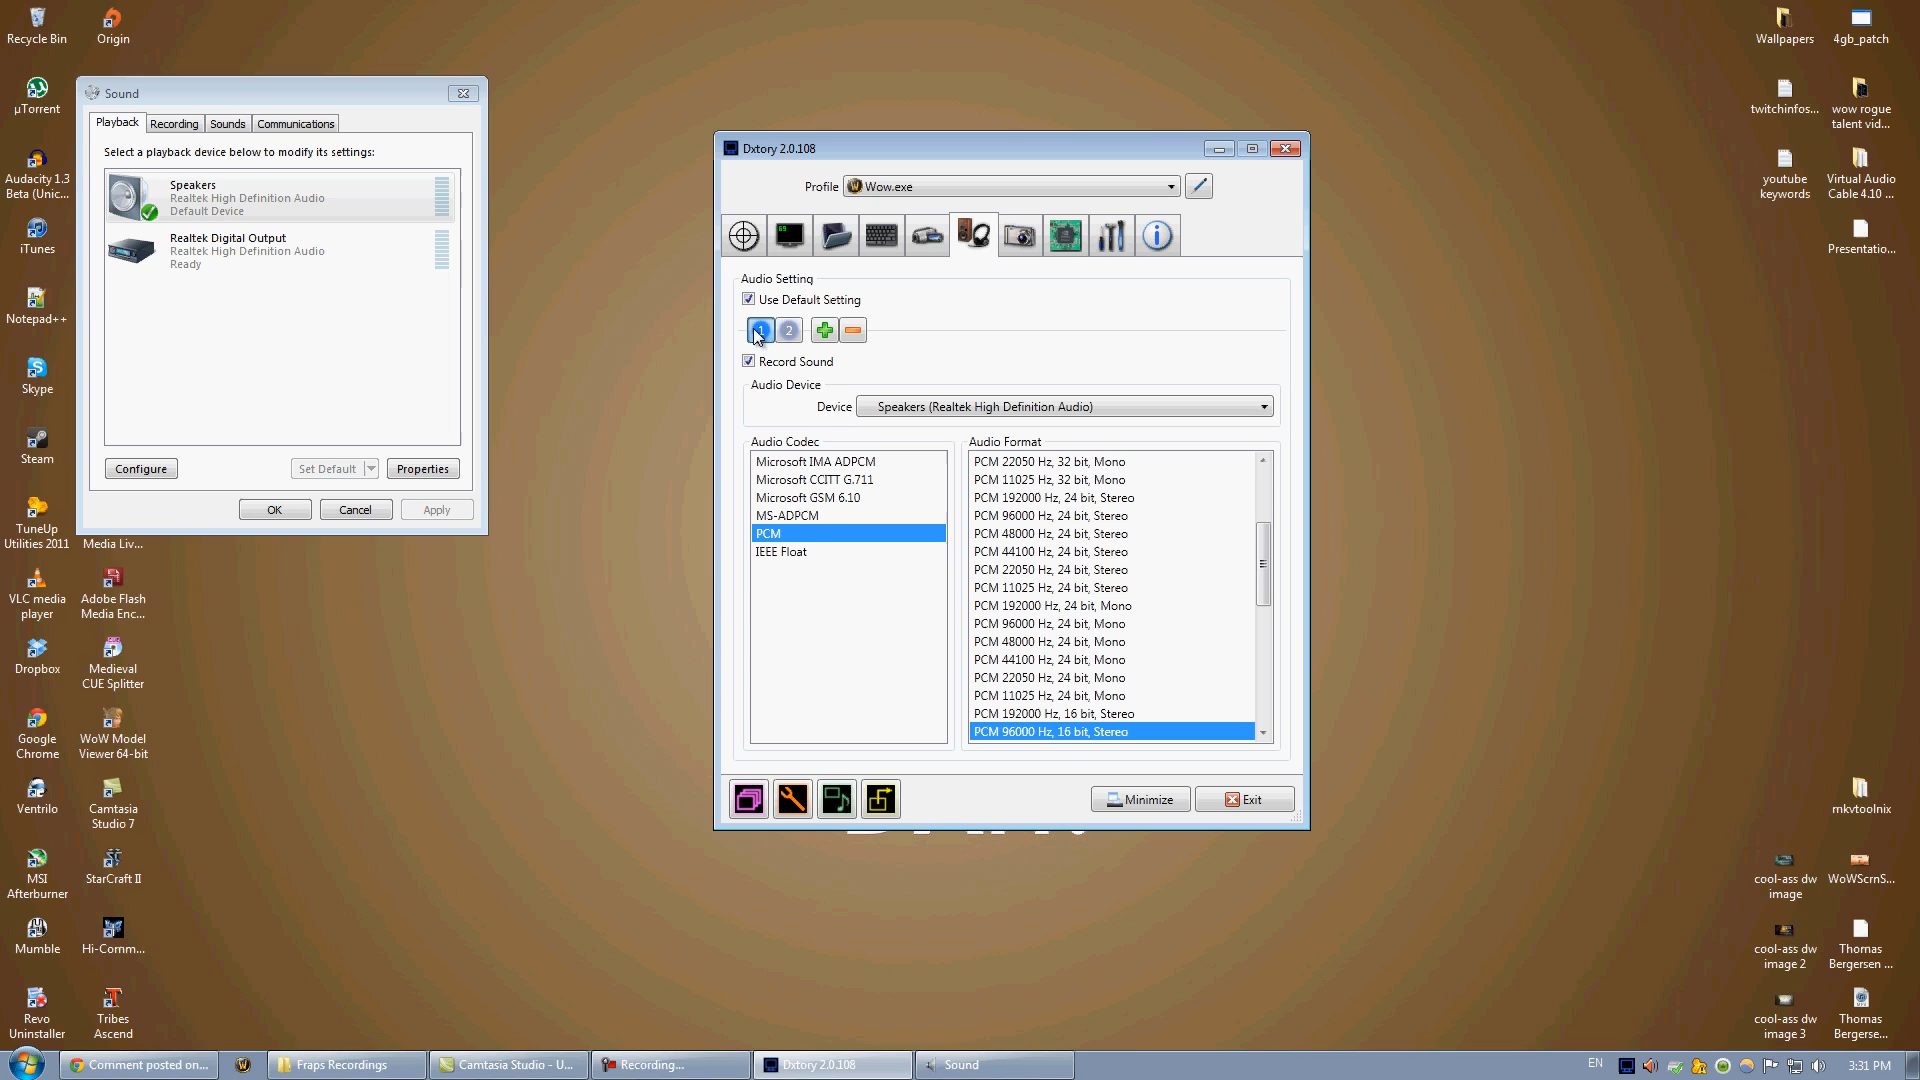 Recycle Bin
Origin
µTorrent
Audacity 1.3
Beta (Unic...
iTunes
Notepad++
Skype
Steam
TuneUp
Utilities 2011
Media Liv...
VLC media
player
Adobe Flash
Media Enc...
Dropbox
Medieval
CUE Splitter
Google
Chrome
WoW Model
Viewer 64-bit
Ventrilo
Camtasia
Studio 7
MSI
Afterburner
StarCraft II
Mumble
Hi-Comm...
Revo
Uninstaller
Tribes
Ascend
Sound
Playback
Recording
Sounds
Communications
Select a playback device below to modify its settings:
Speakers
Realtek High Definition Audio
Default Device
Realtek Digital Output
Realtek High Definition Audio
Ready
Configure
Set Default
Properties
OK
Cancel
Apply
Dxtory 2.0.108
Profile
Wow.exe
Audio Setting
Use Default Setting
1
2
Record Sound
Audio Device
Device
Speakers (Realtek High Definition Audio)
Audio Codec
Microsoft IMA ADPCM
Microsoft CCITT G.711
Microsoft GSM 6.10
MS-ADPCM
PCM
IEEE Float
Audio Format
PCM 22050 Hz, 32 bit, Mono
PCM 11025 Hz, 32 bit, Mono
PCM 192000 Hz, 24 bit, Stereo
PCM 96000 Hz, 24 bit, Stereo
PCM 48000 Hz, 24 bit, Stereo
PCM 44100 Hz, 24 bit, Stereo
PCM 22050 Hz, 24 bit, Stereo
PCM 11025 Hz, 24 bit, Stereo
PCM 192000 Hz, 24 bit, Mono
PCM 96000 Hz, 24 bit, Mono
PCM 48000 Hz, 24 bit, Mono
PCM 44100 Hz, 24 bit, Mono
PCM 22050 Hz, 24 bit, Mono
PCM 11025 Hz, 24 bit, Mono
PCM 192000 Hz, 16 bit, Stereo
PCM 96000 Hz, 16 bit, Stereo
Minimize
Exit
Wallpapers
4gb_patch
twitchinfos...
wow rogue
talent vid...
youtube
keywords
Virtual Audio
Cable 4.10 ...
Presentatio...
mkvtoolnix
cool-ass dw
image
WoWScrnS...
cool-ass dw
image 2
Thomas
Bergersen ...
cool-ass dw
image 3
Thomas
Bergerse...
Comment posted on...
Fraps Recordings
Camtasia Studio - U...
Recording...
Dxtory 2.0.108
Sound
EN
3:31 PM